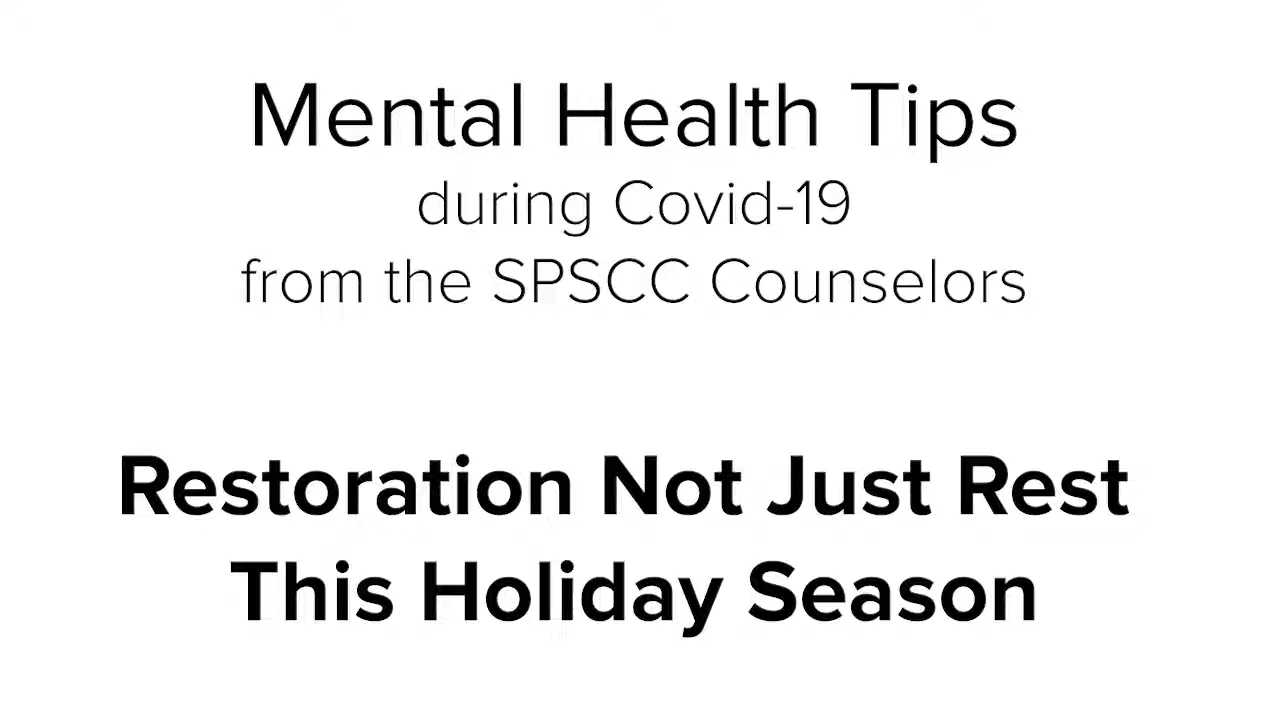 Mental Health Tips
during Covid-19
from the SPSCC Counselors
Restoration Not Just Rest
This Holiday Season